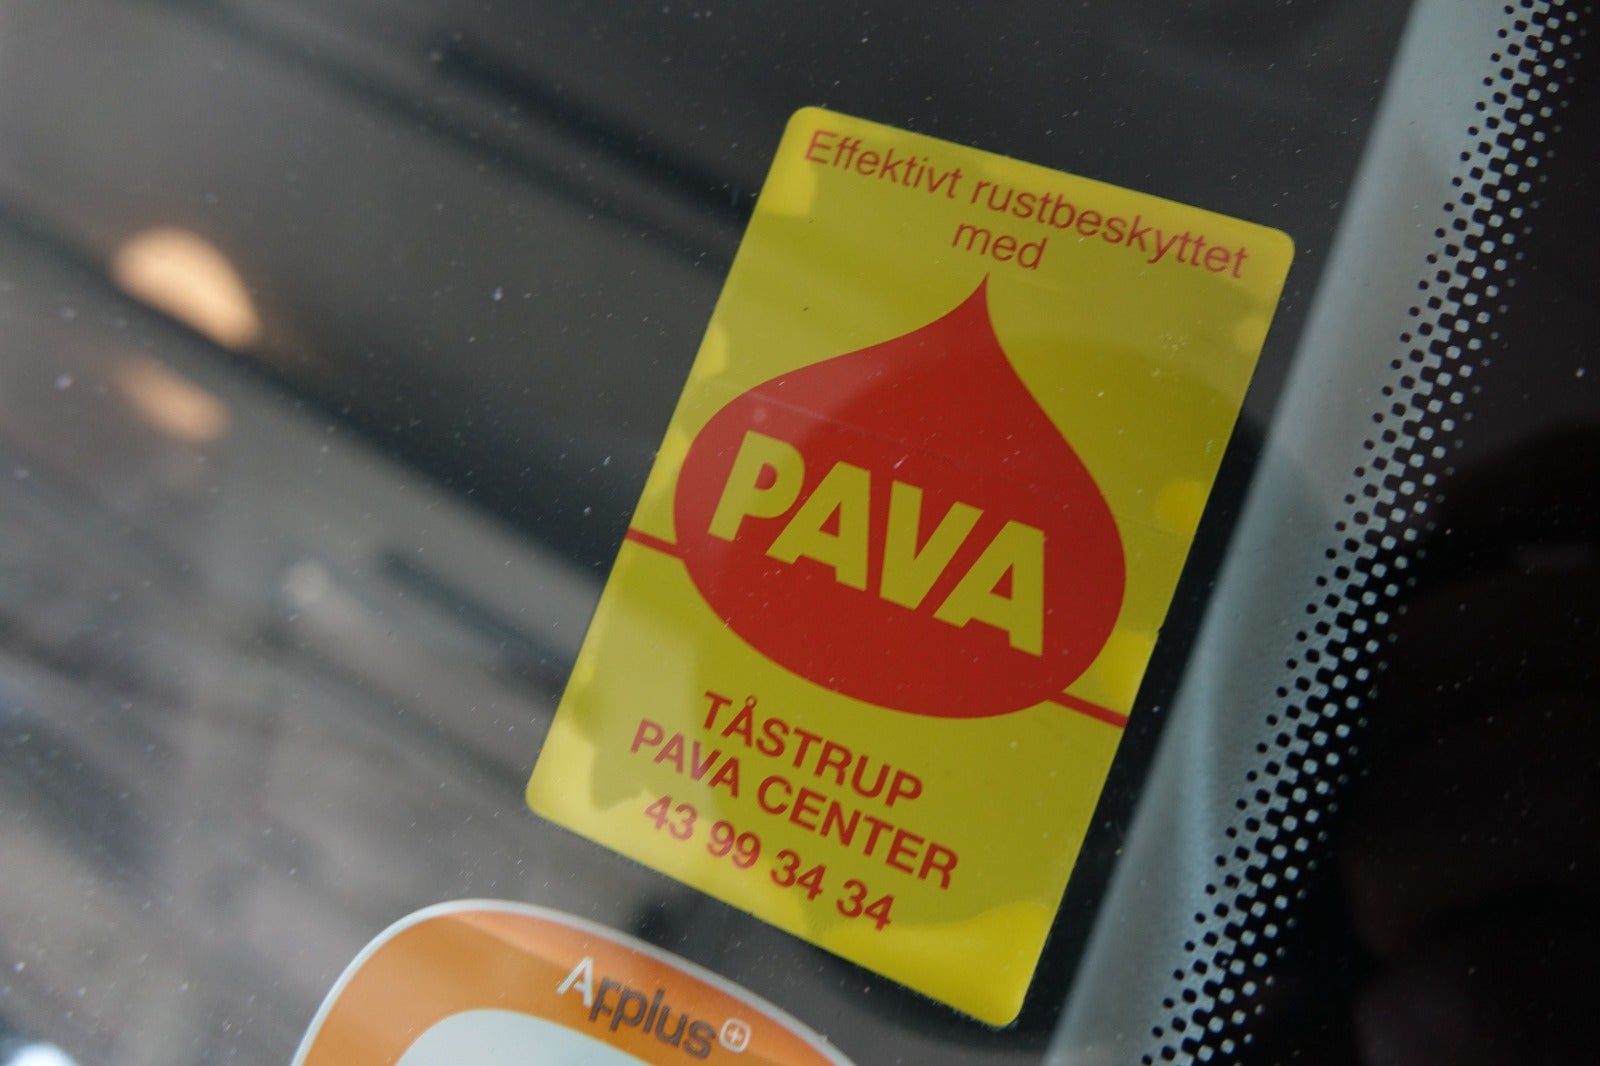 Effektivt rustbeskyttet
med
PAVA
TÅSTRUP
PAVA CENTER
43 99 34 34
Applus+